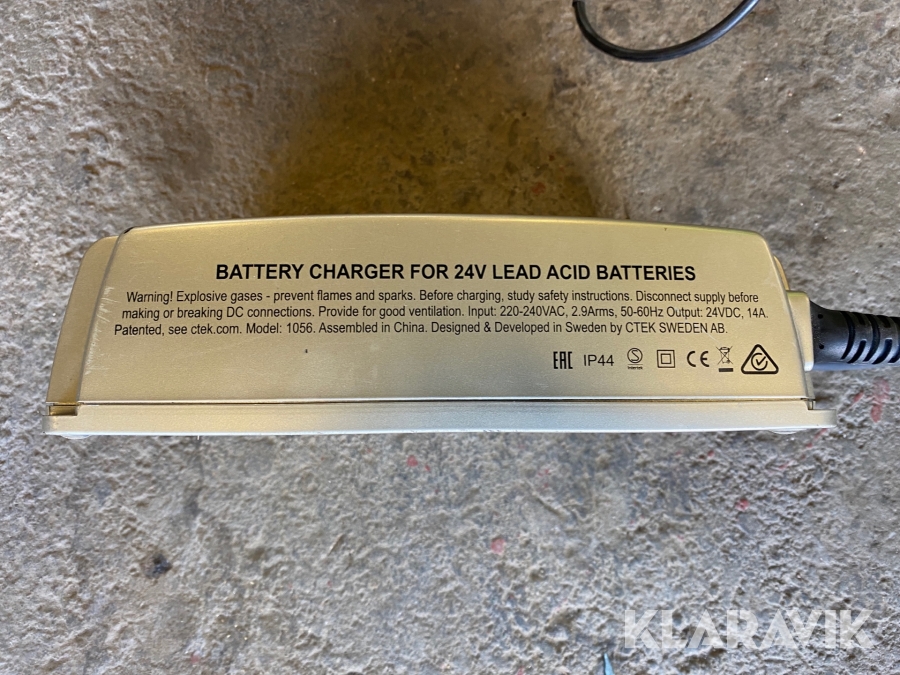 BATTERY CHARGER FOR 24V LEAD ACID BATTERIES
Warning! Explosive gases - prevent flames and sparks. Before charging, study safety instructions. Disconnect supply before
making or breaking DC connections. Provide for good ventilation. Input: 220-240VAC, 2.9Arms, 50-60Hz Output: 24VDC, 14A.
Patented, see ctek.com. Model: 1056. Assembled in China. Designed & Developed in Sweden by CTEK SWEDEN AB.
EAC IP44 S Intertek CE
KLARAVIK